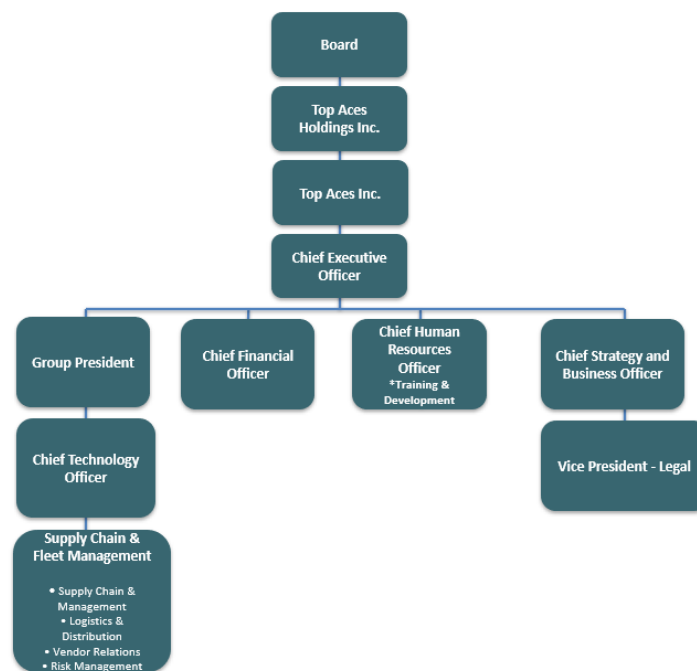 Board
Top Aces
Holdings Inc.
Top Aces Inc.
Chief Executive
Officer
Group President
Chief Financial
Officer
Chief Human
Resources
Officer
*Training &
Development
Chief Strategy and
Business Officer
Chief Technology
Officer
Vice President - Legal
Supply Chain &
Fleet Management
• Supply Chain &
Management
• Logistics &
Distribution
• Vendor Relations
• Risk Management